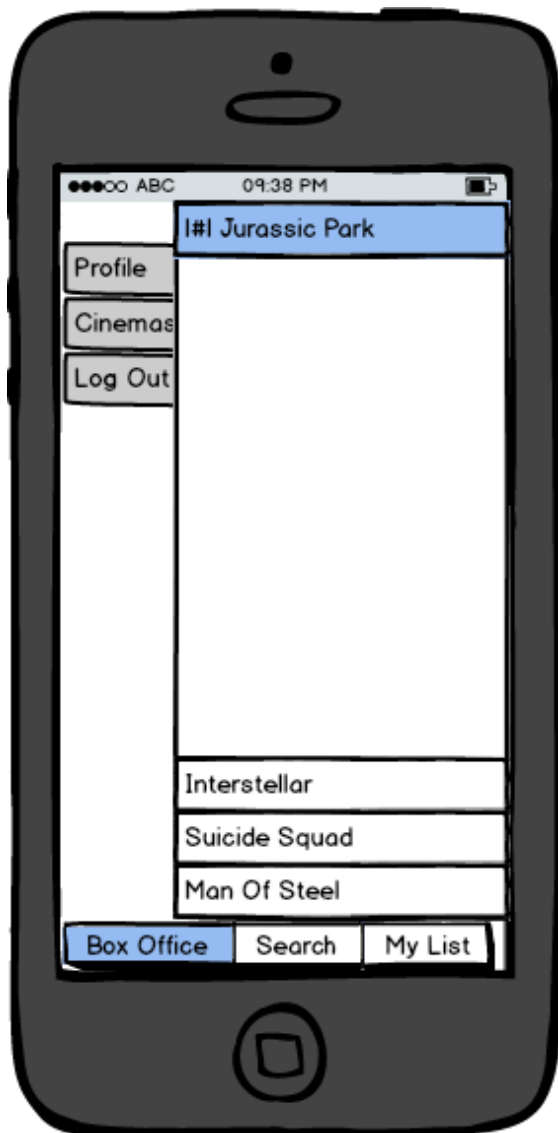 ABC 09:38 PM
|#| Jurassic Park
Profile
Cinemas
Log Out
Interstellar
Suicide Squad
Man Of Steel
Box Office Search My List